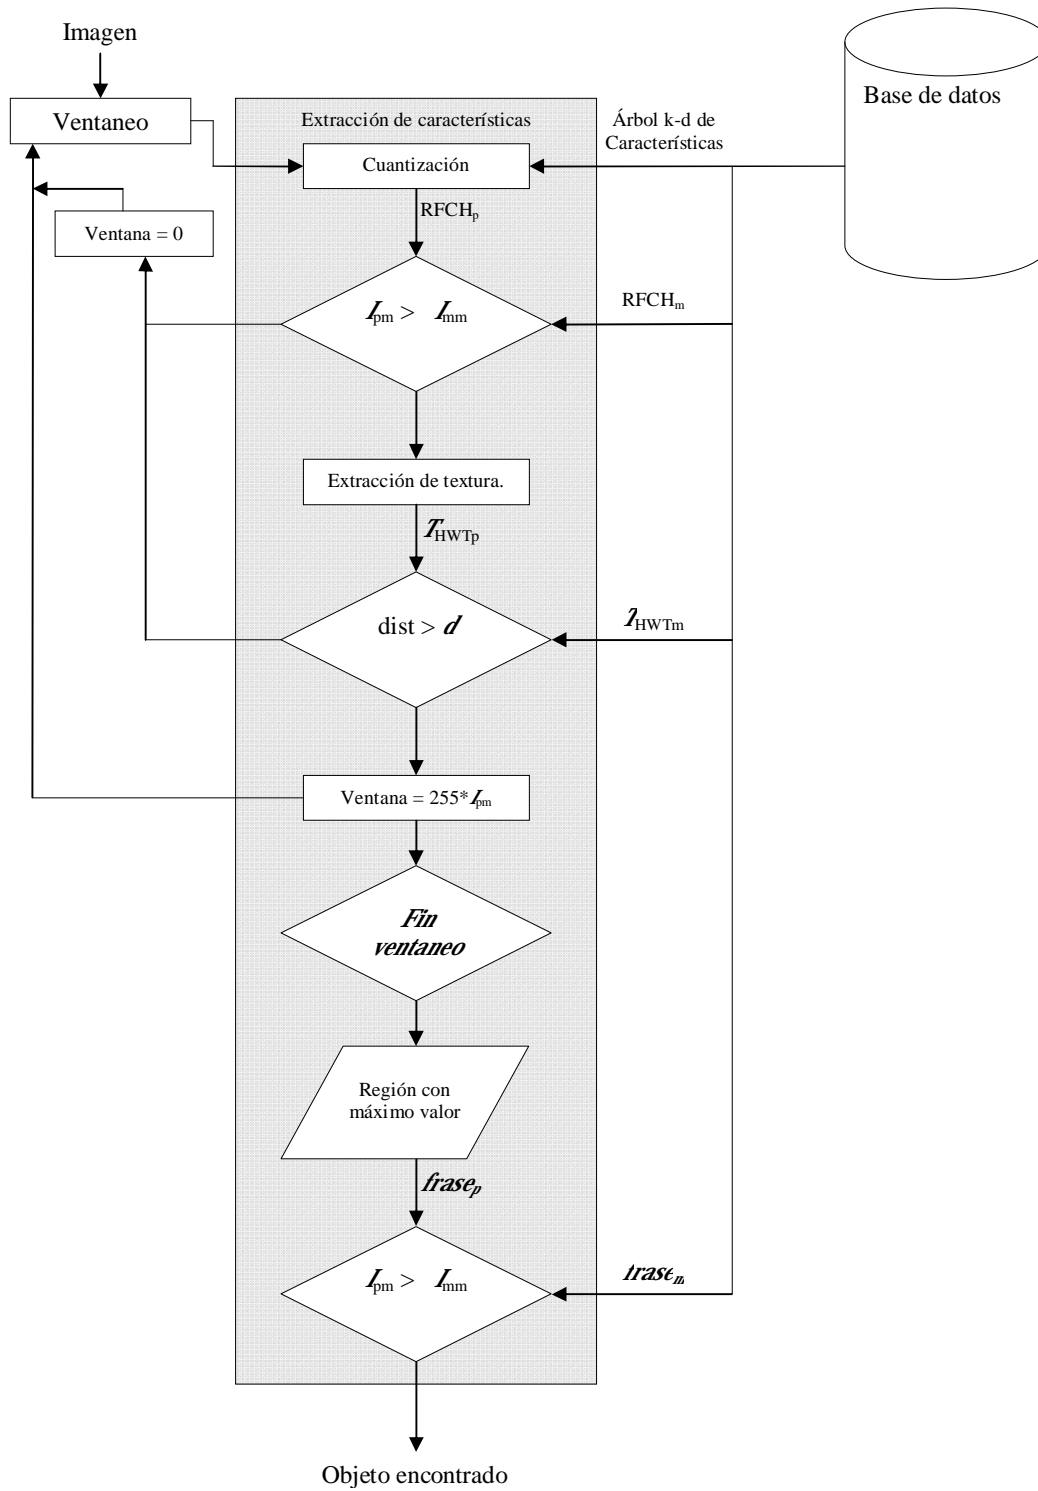 Imagen
Base de datos
Ventaneo
Extracción de características
Árbol k-d de
Características
Cuantización
RFCHp
Ventana = 0
Ipm > Imm
RFCHm
Extracción de textura.
THWTp
dist > d
THWTm
Ventana = 255*Ipm
Fin
ventaneo
Región con
máximo valor
frasep
Ipm > Imm
frasem
Objeto encontrado